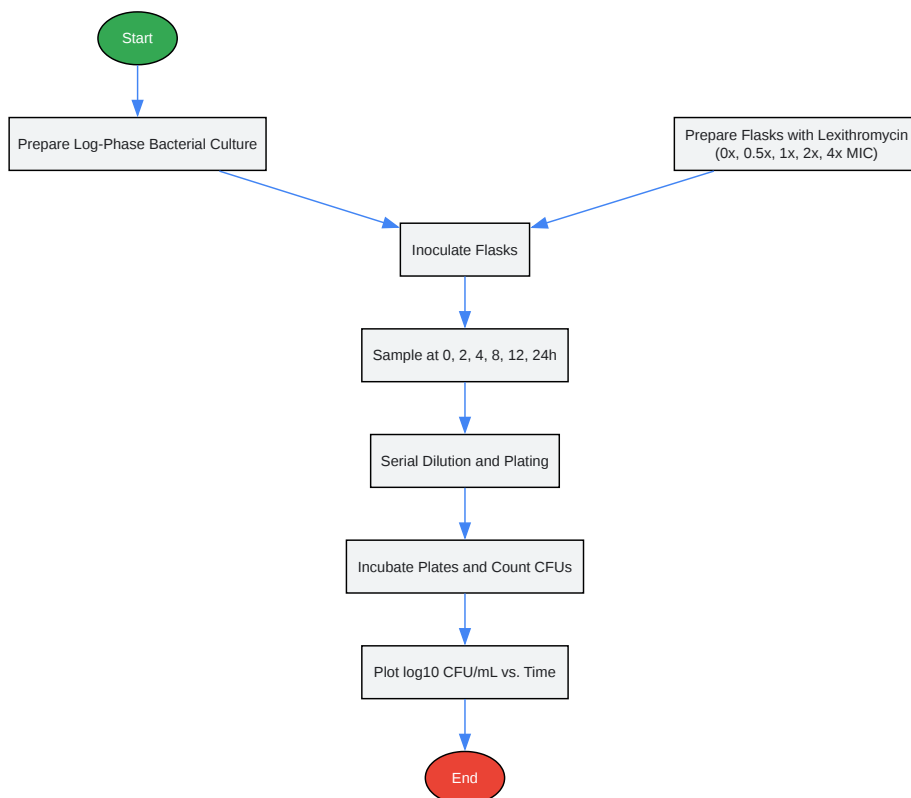 Start
Prepare Log-Phase Bacterial Culture
Prepare Flasks with Lexithromycin
(0x, 0.5x, 1x, 2x, 4x MIC)
Inoculate Flasks
Sample at 0, 2, 4, 8, 12, 24h
Serial Dilution and Plating
Incubate Plates and Count CFUs
Plot log10 CFU/mL vs. Time
End